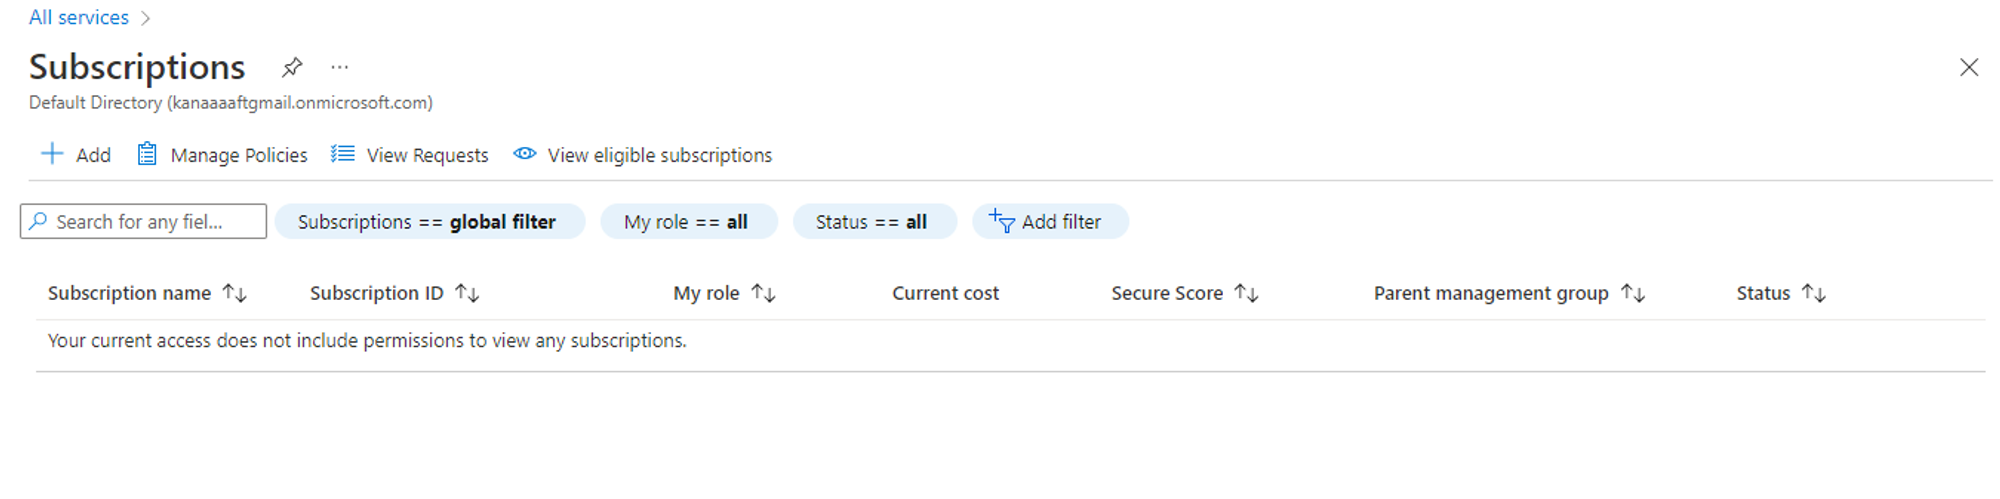 All services
Subscriptions
Default Directory (kanaaaaftgmail.onmicrosoft.com)
Add Manage Policies View Requests View eligible subscriptions
Search for any fiel... Subscriptions == global filter My role == all Status == all Add filter
Subscription name Subscription ID My role Current cost Secure Score Parent management group Status
Your current access does not include permissions to view any subscriptions.